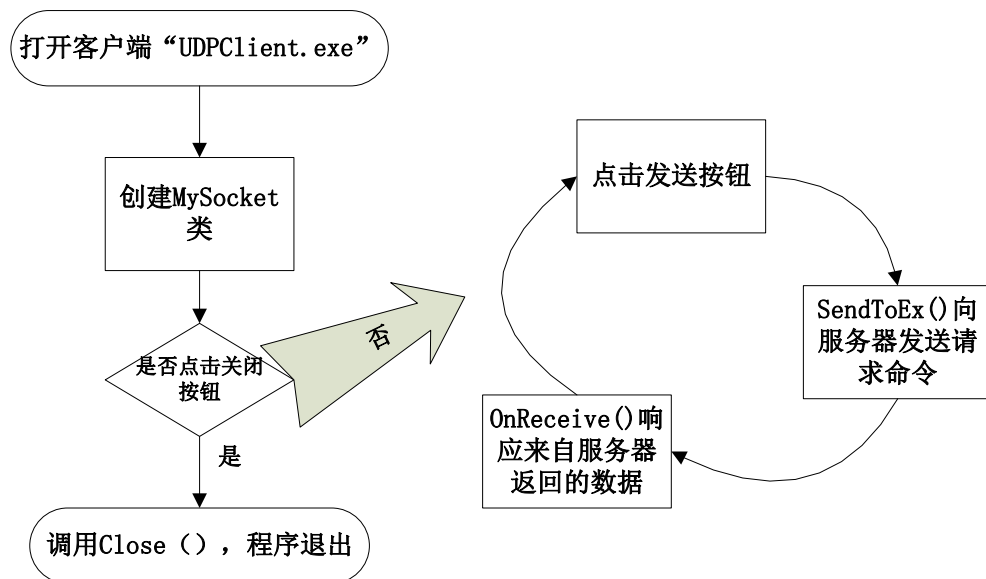 打开客户端“UDPClient.exe”
创建MySocket
类
是否点击关闭
按钮
否
是
调用Close（），程序退出
点击发送按钮
SendToEx()向
服务器发送请
求命令
OnReceive()响
应来自服务器
返回的数据